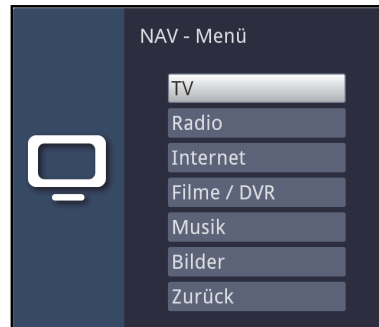 NAV - Menü
TV
Radio
Internet
Filme / DVR
Musik
Bilder
Zurück